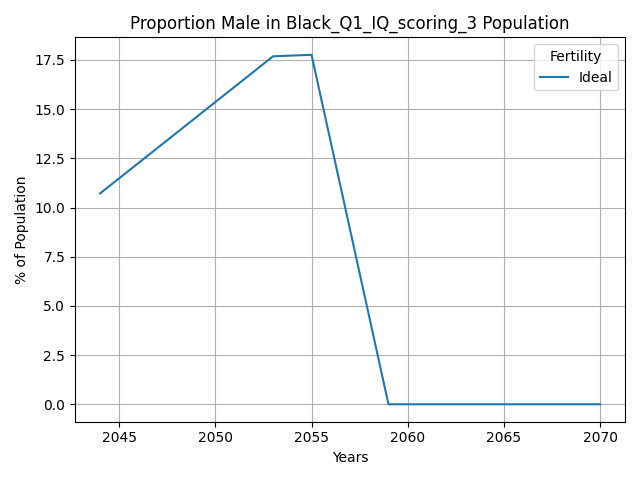 Proportion Male in Black_Q1_IQ_scoring_3 Population
Fertility
Ideal
% of Population
17.5
15.0
12.5
10.0
7.5
5.0
2.5
0.0
2045 2050 2055 2060 2065 2070
Years